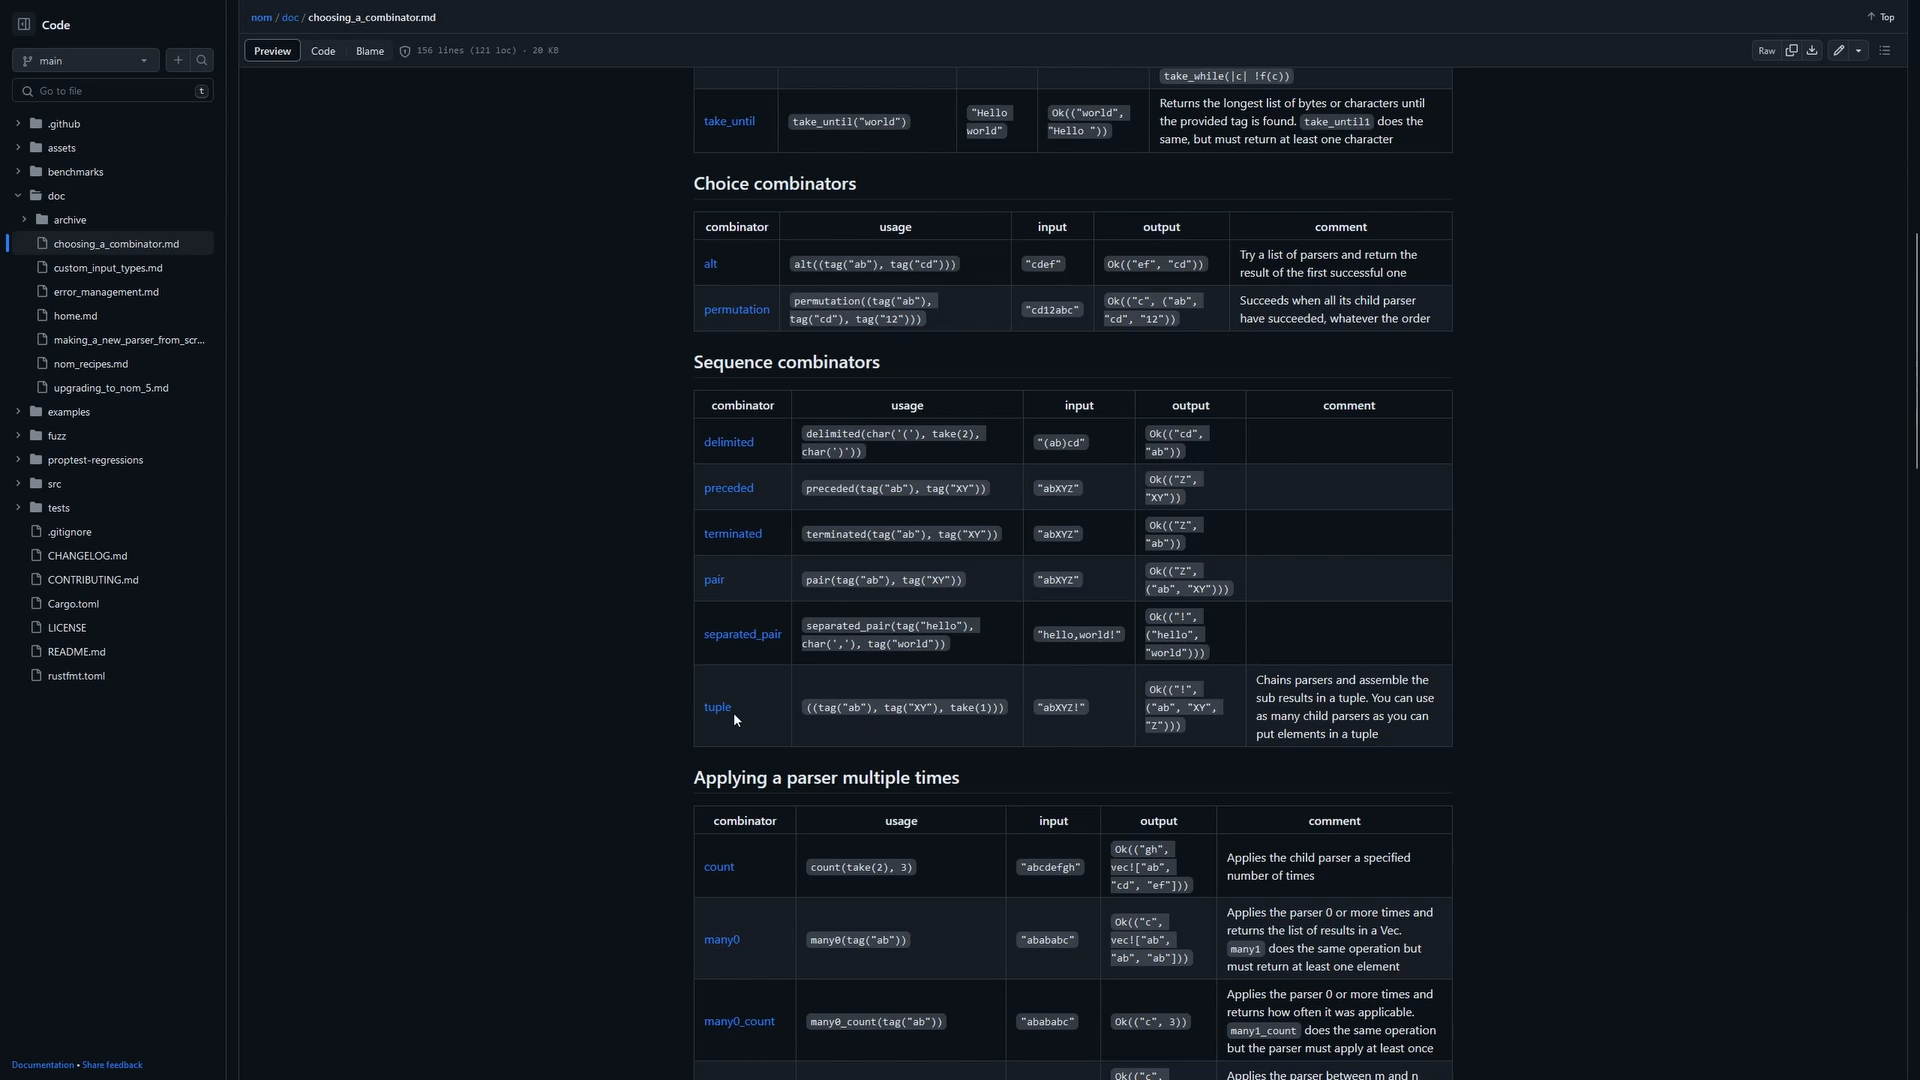 Code
main
Go to file
t
.github
assets
benchmarks
doc
archive
choosing_a_combinator.md
custom_input_types.md
error_management.md
home.md
making_a_new_parser_from_scr...
nom_recipes.md
upgrading_to_nom_5.md
examples
fuzz
proptest-regressions
src
tests
.gitignore
CHANGELOG.md
CONTRIBUTING.md
Cargo.toml
LICENSE
README.md
rustfmt.toml
Documentation • Share feedback
nom / doc / choosing_a_combinator.md
Top
Preview Code Blame 156 lines (121 loc) · 20 KB
Raw
take_while(|c| !f(c))
take_until
take_until("world")
"Hello
world"
Ok(("world",
"Hello "))
Returns the longest list of bytes or characters until
the provided tag is found. take_until1 does the
same, but must return at least one character
Choice combinators
combinator usage input output comment
alt
alt((tag("ab"), tag("cd")))
"cdef"
Ok(("ef", "cd"))
Try a list of parsers and return the
result of the first successful one
permutation
permutation((tag("ab"),
tag("cd"), tag("12")))
"cd12abc"
Ok(("c", ("ab",
"cd", "12"))
Succeeds when all its child parser
have succeeded, whatever the order
Sequence combinators
combinator usage input output comment
delimited
delimited(char('('), take(2),
char(')'))
"(ab)cd"
Ok(("cd",
"ab"))
preceded
preceded(tag("ab"), tag("XY"))
"abXYZ"
Ok(("Z",
"XY"))
terminated
terminated(tag("ab"), tag("XY"))
"abXYZ"
Ok(("Z",
"ab"))
pair
pair(tag("ab"), tag("XY"))
"abXYZ"
Ok(("Z",
("ab", "XY")))
separated_pair
separated_pair(tag("hello"),
char(','), tag("world"))
"hello,world!"
Ok(("!",
("hello",
"world")))
tuple
((tag("ab"), tag("XY"), take(1)))
"abXYZ!"
Ok(("!",
("ab", "XY",
"Z")))
Chains parsers and assemble the
sub results in a tuple. You can use
as many child parsers as you can
put elements in a tuple
Applying a parser multiple times
combinator usage input output comment
count
count(take(2), 3)
"abcdefgh"
Ok(("gh",
vec!["ab",
"cd", "ef"]))
Applies the child parser a specified
number of times
many0
many0(tag("ab"))
"abababc"
Ok(("c",
vec!["ab",
"ab", "ab"]))
Applies the parser 0 or more times and
returns the list of results in a Vec.
many1 does the same operation but
must return at least one element
many0_count
many0_count(tag("ab"))
"abababc"
Ok(("c", 3))
Applies the parser 0 or more times and
returns how often it was applicable.
many1_count does the same operation
but the parser must apply at least once
Ok(("c",
Applies the parser between m and n